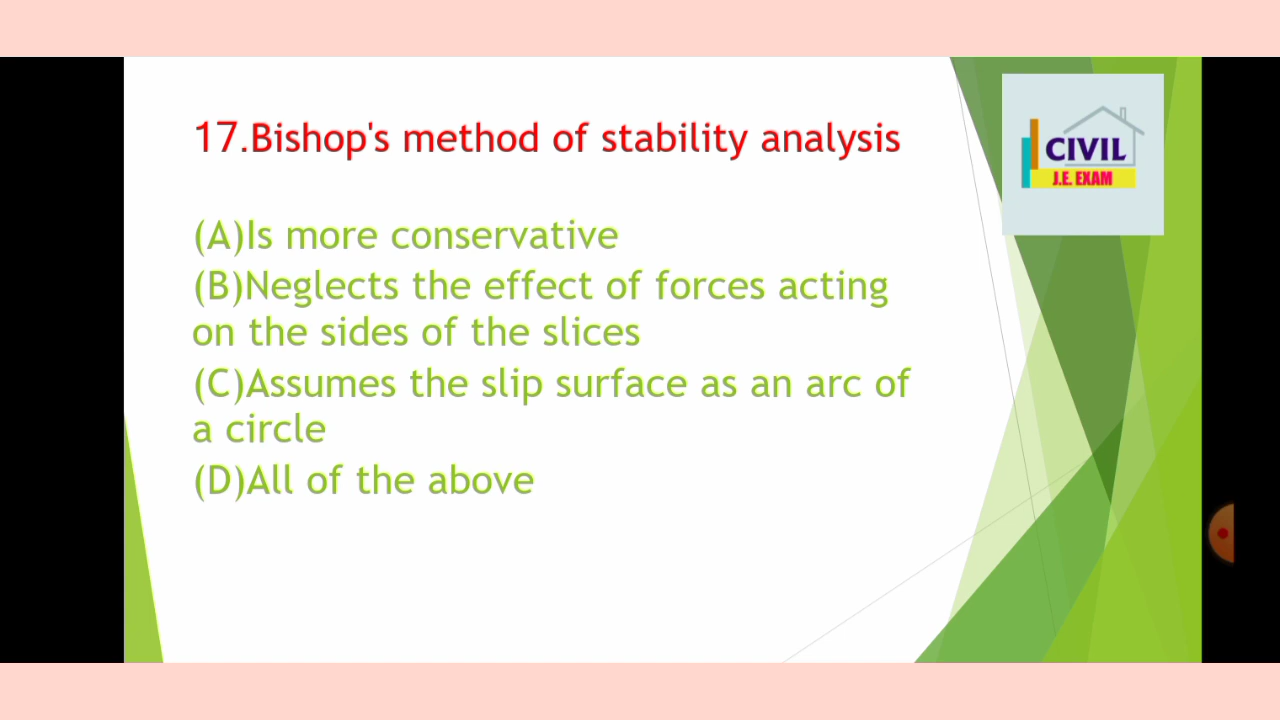 17.Bishop's method of stability analysis
(A)Is more conservative
(B)Neglects the effect of forces acting
on the sides of the slices
(C)Assumes the slip surface as an arc of
a circle
(D)All of the above
CIVIL
J.E. EXAM